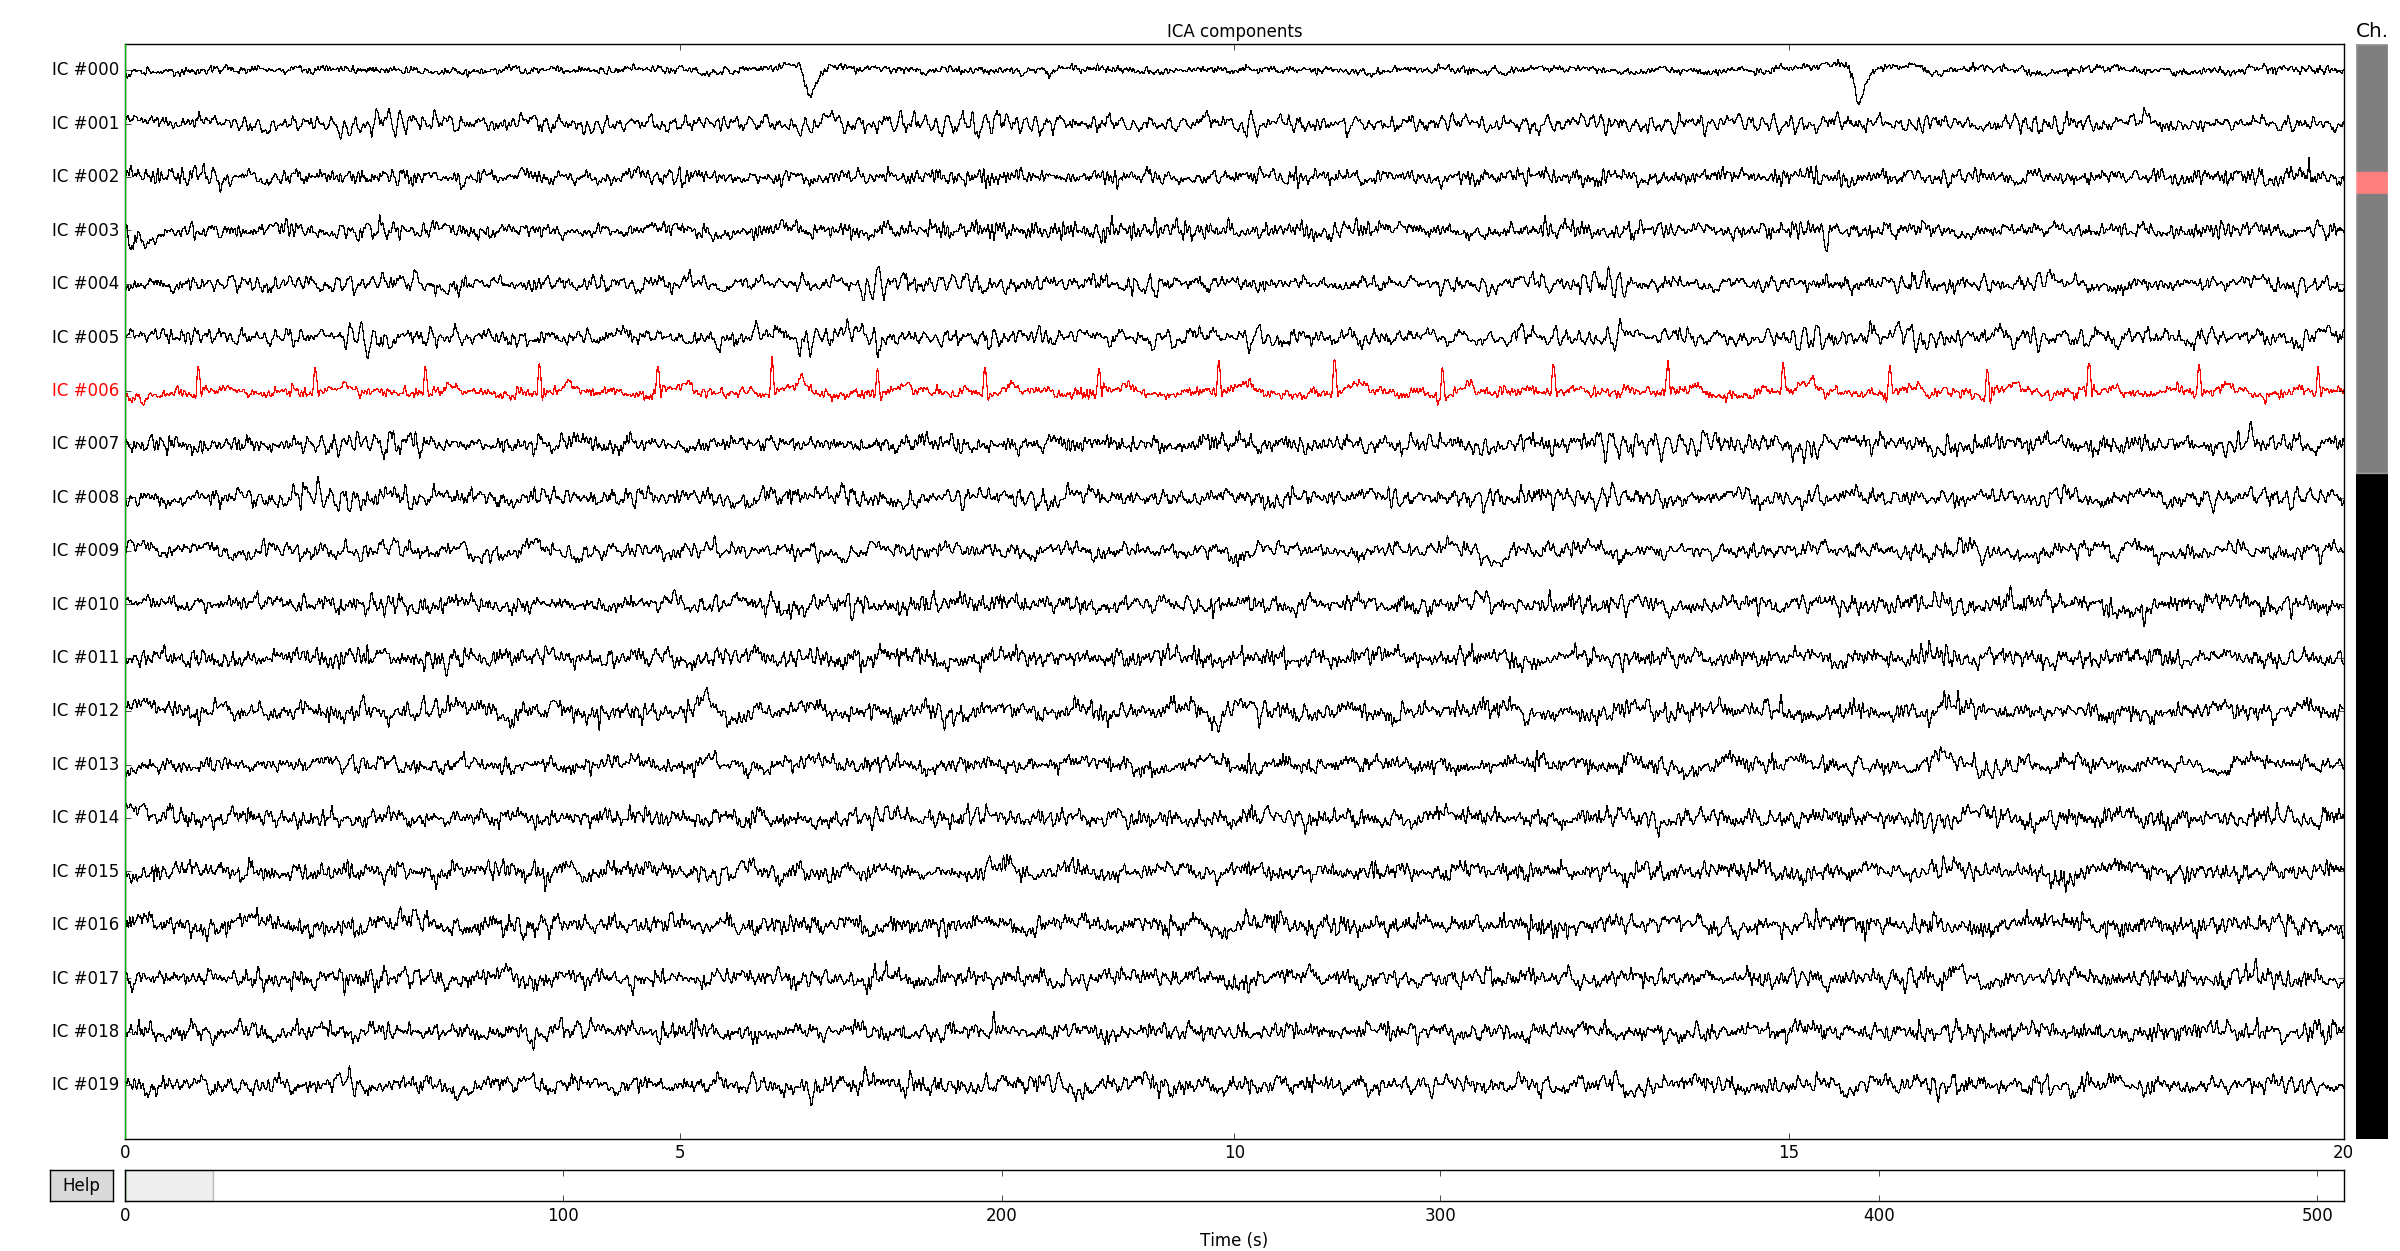 ICA components
Ch.
IC #000
IC #001
IC #002
IC #003
IC #004
IC #005
IC #006
IC #007
IC #008
IC #009
IC #010
IC #011
IC #012
IC #013
IC #014
IC #015
IC #016
IC #017
IC #018
IC #019
0 5 10 15 20
Help
0 100 200 300 400 500
Time (s)